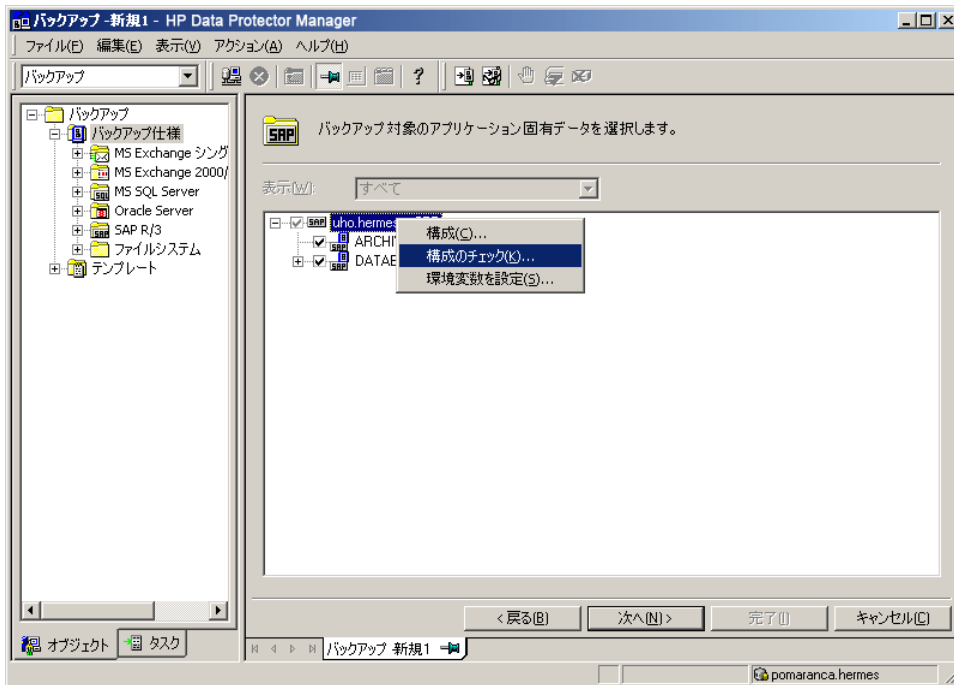 バックアップ -新規1 - HP Data Protector Manager
ファイル(F) 編集(E) 表示(V) アクション(A) ヘルプ(H)
バックアップ
バックアップ
バックアップ仕様
MS Exchange シング
MS Exchange 2000/
MS SQL Server
Oracle Server
SAP R/3
ファイルシステム
テンプレート
SAP
バックアップ対象のアプリケーション固有データを選択します。
表示(W):
すべて
SAP uho.hermes
ARCHI
DATAB
構成(C)...
構成のチェック(K)...
環境変数を設定(S)...
<戻る(B)
次へ(N)>
完了(I)
キャンセル(C)
オブジェクト
タスク
バックアップ 新規1
pomaranca.hermes